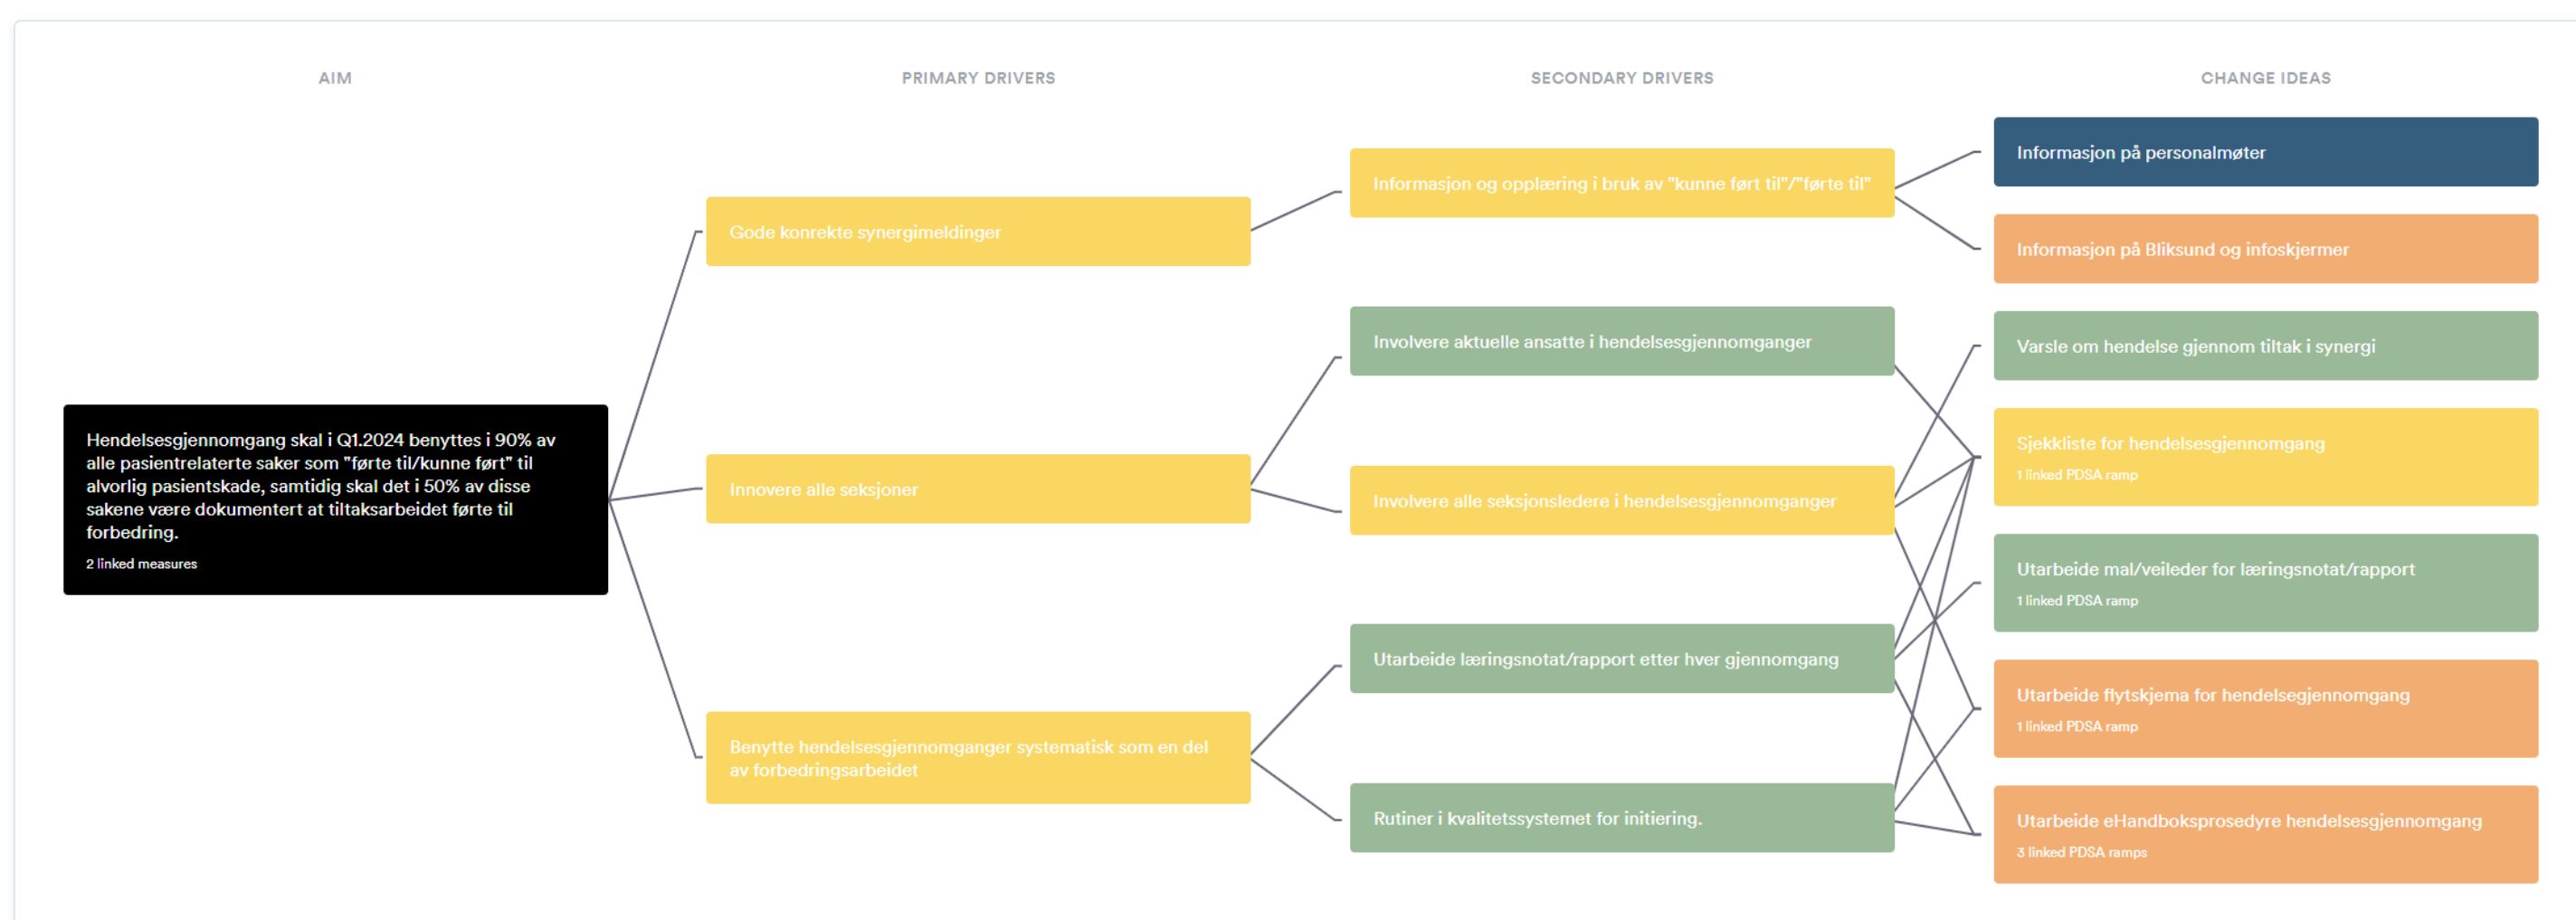 AIM
PRIMARY DRIVERS
SECONDARY DRIVERS
CHANGE IDEAS
Hendelsesgjennomgang skal i Q1.2024 benyttes i 90% av
alle pasientrelaterte saker som "førte til/kunne ført" til
alvorlig pasientskade, samtidig skal det i 50% av disse
sakene være dokumentert at tiltaksarbeidet førte til
forbedring.
2 linked measures
Gode konrekte synergimeldinger
Innovere alle seksjoner
Benytte hendelsesgjennomganger systematisk som en del
av forbedringsarbeidet
Informasjon og opplæring i bruk av "kunne ført til"/"førte til"
Involvere aktuelle ansatte i hendelsesgjennomganger
Involvere alle seksjonsledere i hendelsesgjennomganger
Utarbeide læringsnotat/rapport etter hver gjennomgang
Rutiner i kvalitetssystemet for initiering.
Informasjon på personalmøter
Informasjon på Bliksund og infoskjermer
Varsle om hendelse gjennom tiltak i synergi
Sjekkliste for hendelsesgjennomgang
1 linked PDSA ramp
Utarbeide mal/veileder for læringsnotat/rapport
1 linked PDSA ramp
Utarbeide flytskjema for hendelsegjennomgang
1 linked PDSA ramp
Utarbeide eHandboksprosedyre hendelsesgjennomgang
3 linked PDSA ramps